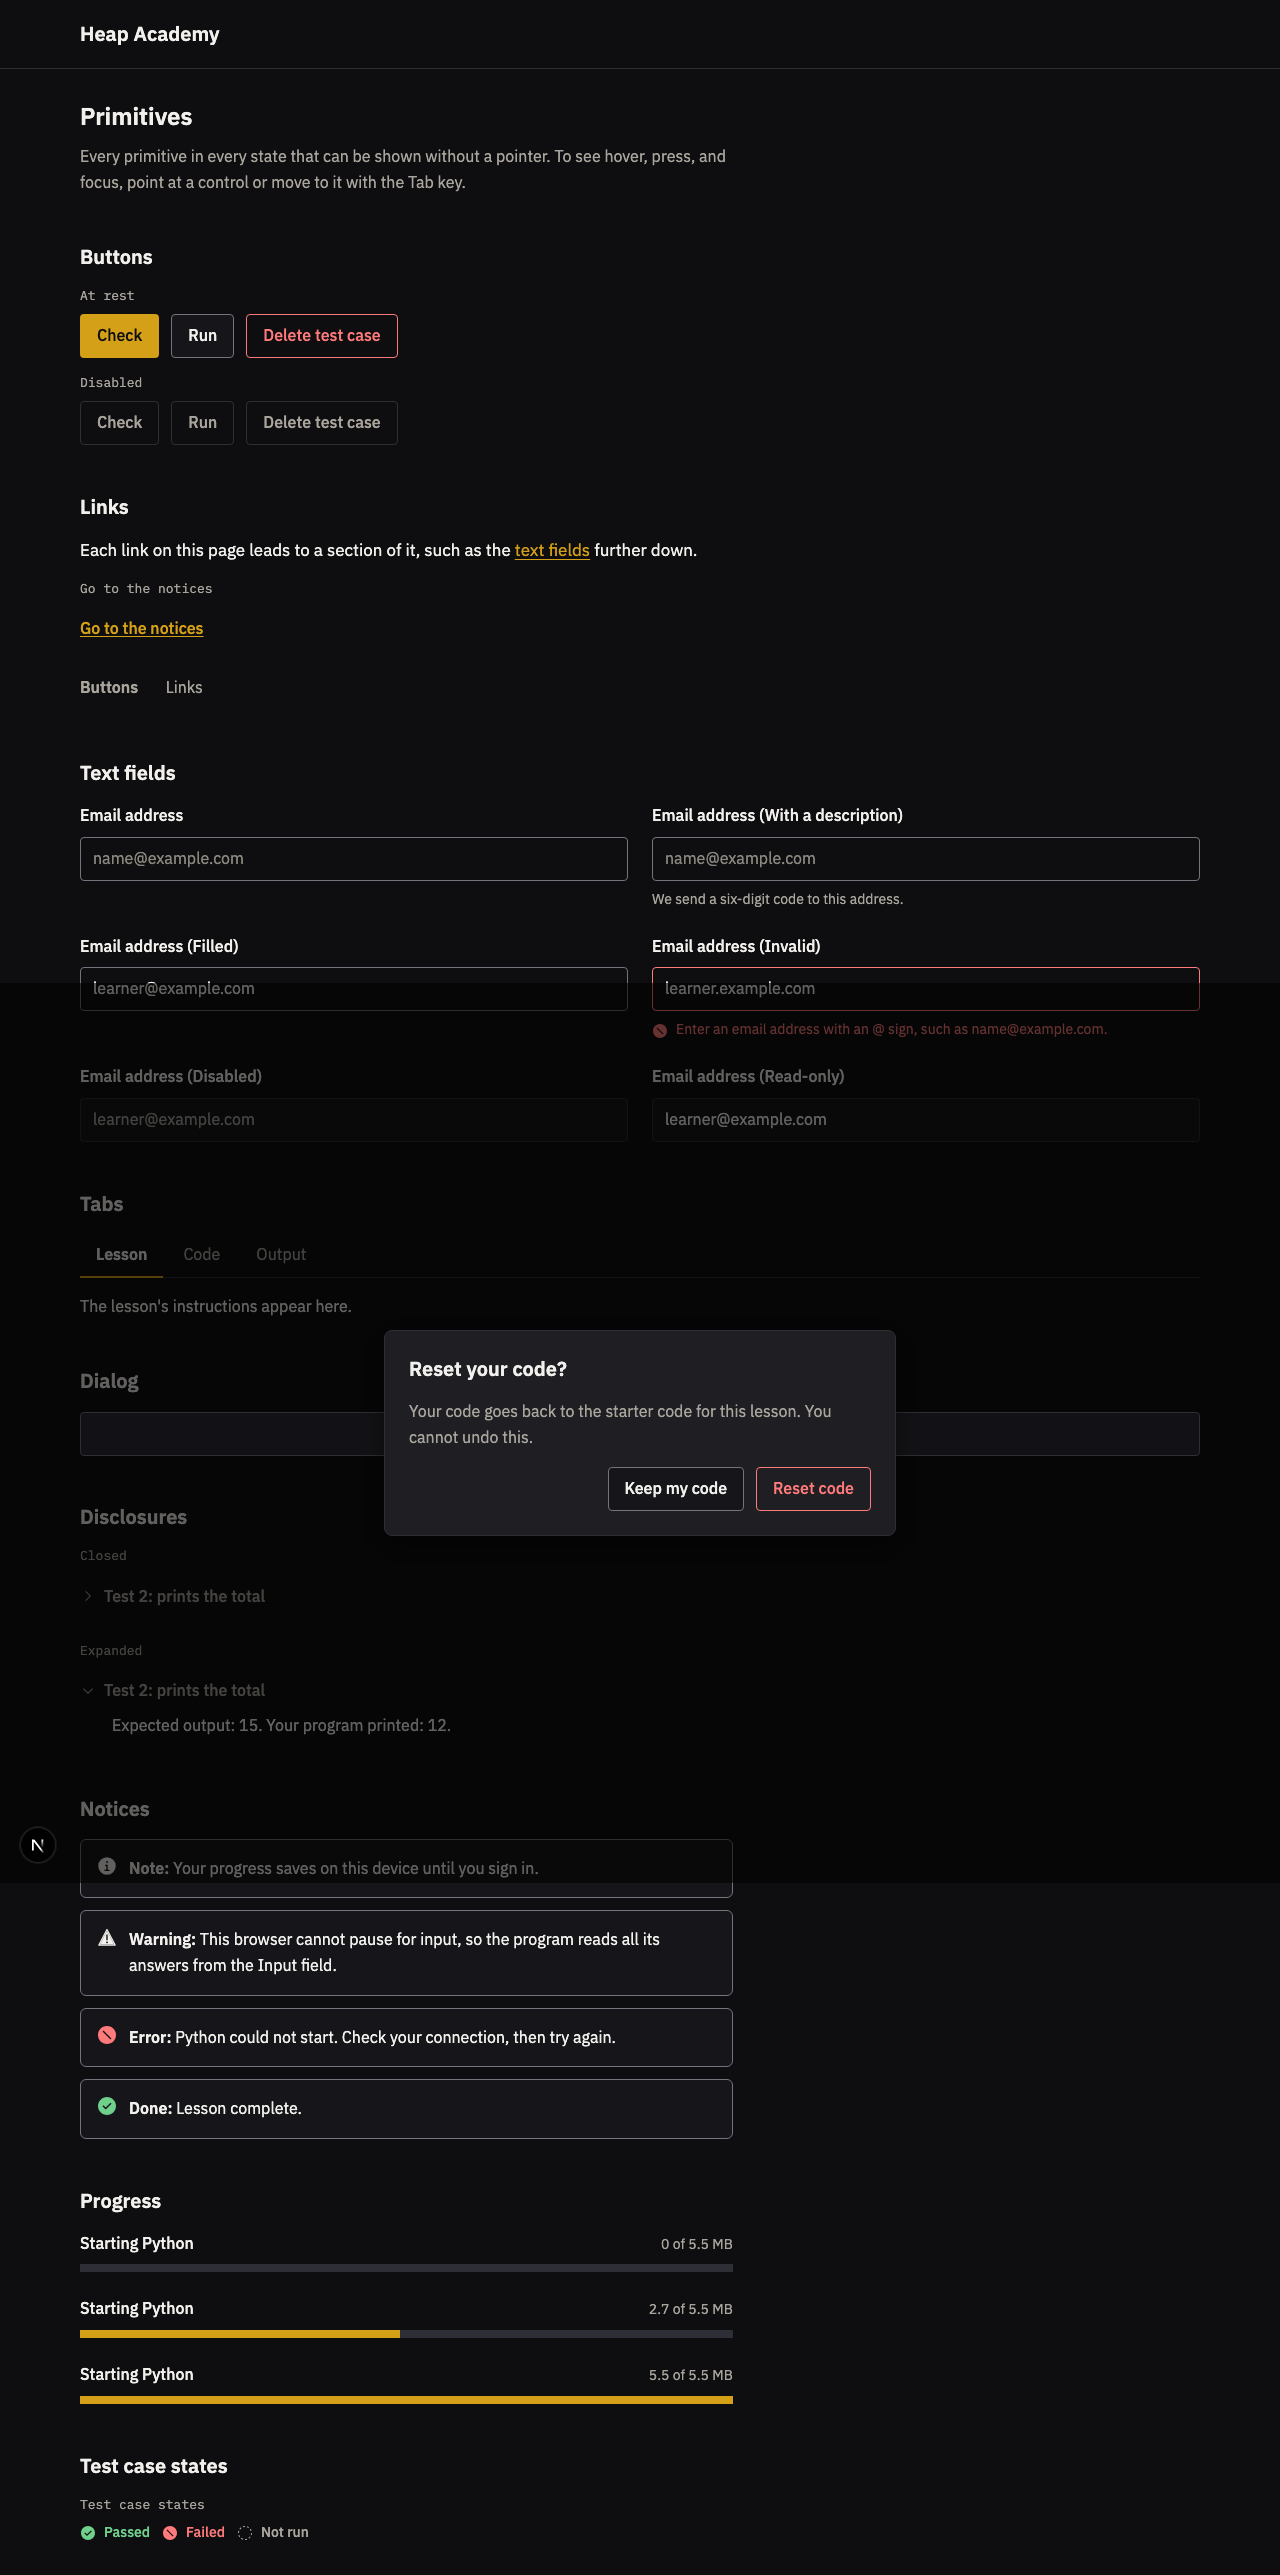 Heap Academy
Primitives
Every primitive in every state that can be shown without a pointer. To see hover, press, and
focus, point at a control or move to it with the Tab key.
Buttons
At rest
Check
Run
Delete test case
Disabled
Check
Run
Delete test case
Links
Each link on this page leads to a section of it, such as the text fields further down.
Go to the notices
Go to the notices
Buttons
Links
Text fields
Email address
name@example.com
Email address (With a description)
name@example.com
We send a six-digit code to this address.
Email address (Filled)
learner@example.com
Email address (Invalid)
learner.example.com
Enter an email address with an @ sign, such as name@example.com.
Email address (Disabled)
learner@example.com
Email address (Read-only)
learner@example.com
Tabs
Lesson
Code
Output
The lesson's instructions appear here.
Dialog
Reset your code?
Your code goes back to the starter code for this lesson. You
cannot undo this.
Keep my code
Reset code
Disclosures
Closed
Test 2: prints the total
Expanded
Test 2: prints the total
Expected output: 15. Your program printed: 12.
Notices
N
Note: Your progress saves on this device until you sign in.
Warning: This browser cannot pause for input, so the program reads all its
answers from the Input field.
Error: Python could not start. Check your connection, then try again.
Done: Lesson complete.
Progress
Starting Python
0 of 5.5 MB
Starting Python
2.7 of 5.5 MB
Starting Python
5.5 of 5.5 MB
Test case states
Test case states
Passed
Failed
Not run